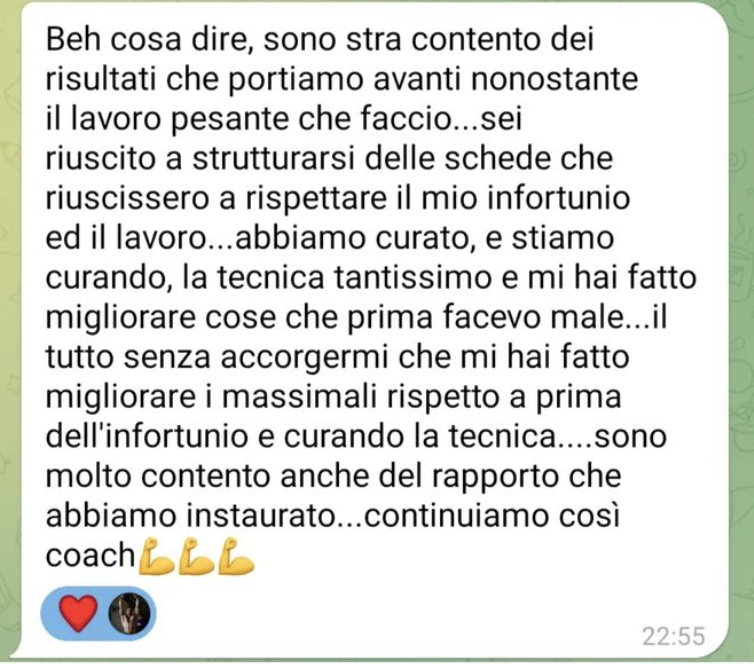 Beh cosa dire, sono stra contento dei
risultati che portiamo avanti nonostante
il lavoro pesante che faccio...sei
riuscito a strutturarsi delle schede che
riuscissero a rispettare il mio infortunio
ed il lavoro...abbiamo curato, e stiamo
curando, la tecnica tantissimo e mi hai fatto
migliorare cose che prima facevo male...il
tutto senza accorgermi che mi hai fatto
migliorare i massimali rispetto a prima
dell'infortunio e curando la tecnica....sono
molto contento anche del rapporto che
abbiamo instaurato...continuiamo così
coach💪💪💪
22:55